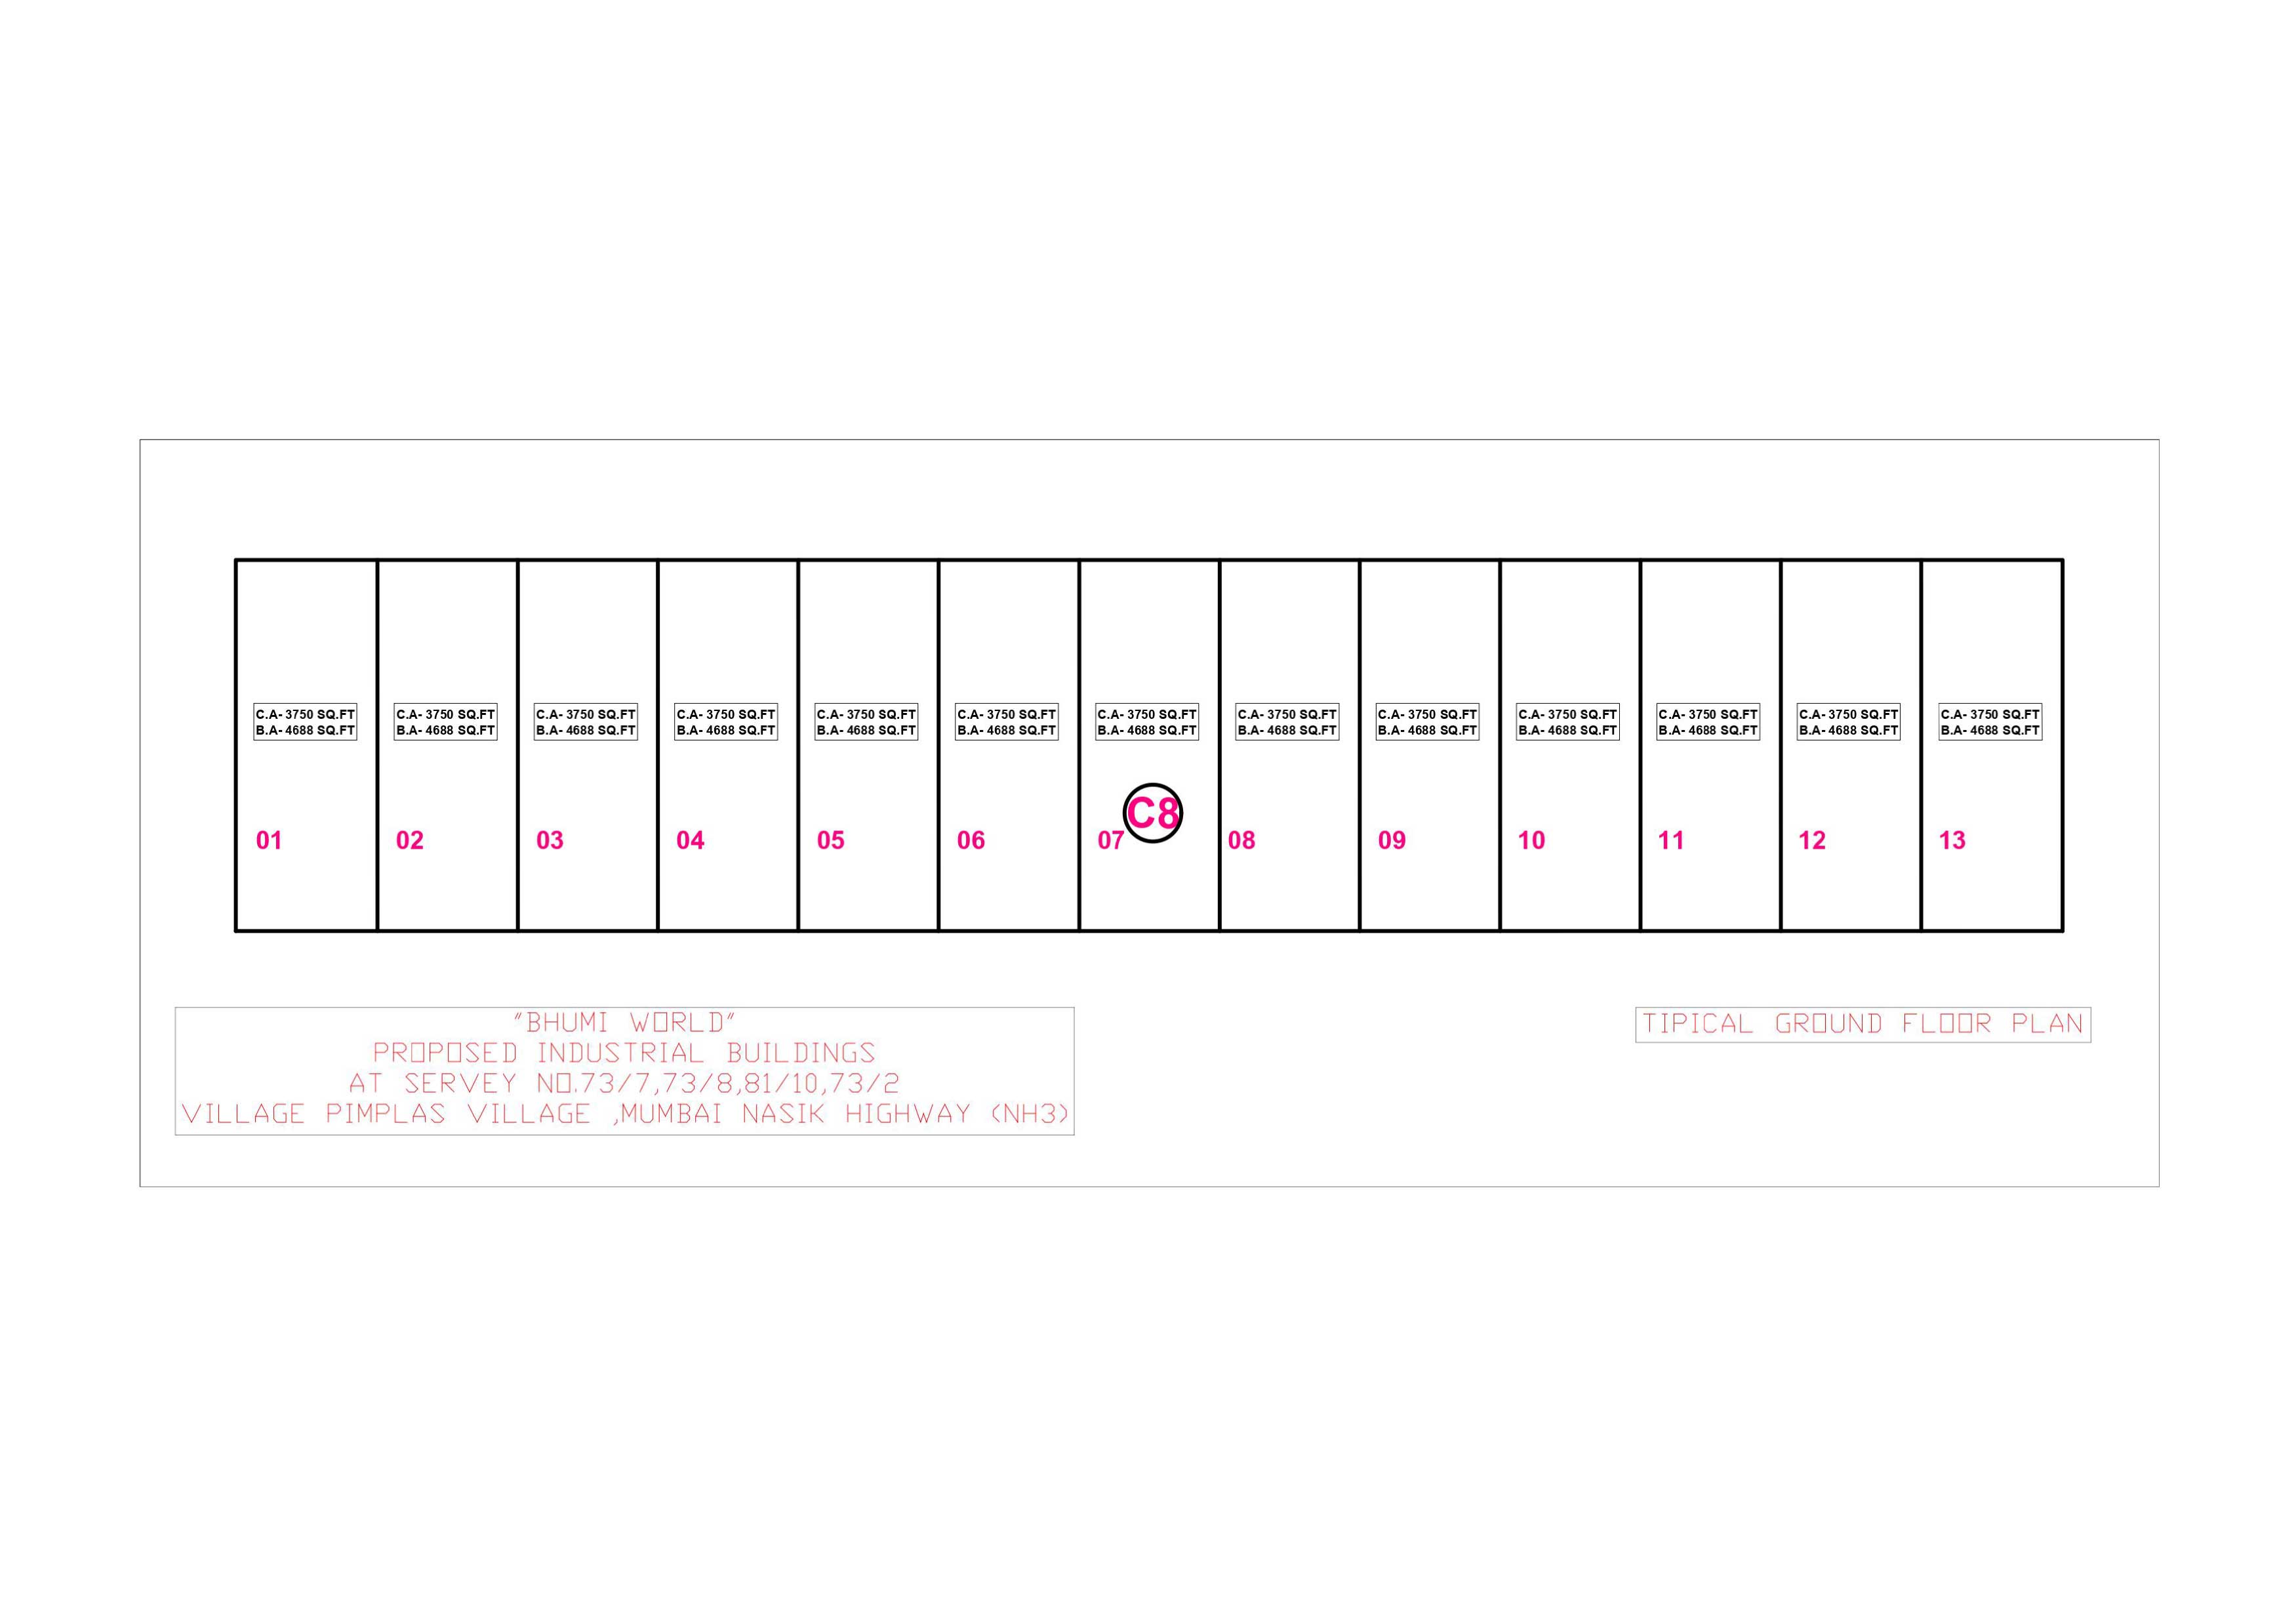 C.A- 3750 SQ.FT
B.A- 4688 SQ.FT
C.A- 3750 SQ.FT
B.A- 4688 SQ.FT
C.A- 3750 SQ.FT
B.A- 4688 SQ.FT
C.A- 3750 SQ.FT
B.A- 4688 SQ.FT
C.A- 3750 SQ.FT
B.A- 4688 SQ.FT
C.A- 3750 SQ.FT
B.A- 4688 SQ.FT
C.A- 3750 SQ.FT
B.A- 4688 SQ.FT
C.A- 3750 SQ.FT
B.A- 4688 SQ.FT
C.A- 3750 SQ.FT
B.A- 4688 SQ.FT
C.A- 3750 SQ.FT
B.A- 4688 SQ.FT
C.A- 3750 SQ.FT
B.A- 4688 SQ.FT
C.A- 3750 SQ.FT
B.A- 4688 SQ.FT
C.A- 3750 SQ.FT
B.A- 4688 SQ.FT
C8
01
02
03
04
05
06
07
08
09
10
11
12
13
"BHUMI WORLD"
PROPOSED INDUSTRIAL BUILDINGS
AT SERVEY NO.73/7,73/8,81/10,73/2
VILLAGE PIMPLAS VILLAGE ,MUMBAI NASIK HIGHWAY (NH3)
TIPICAL GROUND FLOOR PLAN